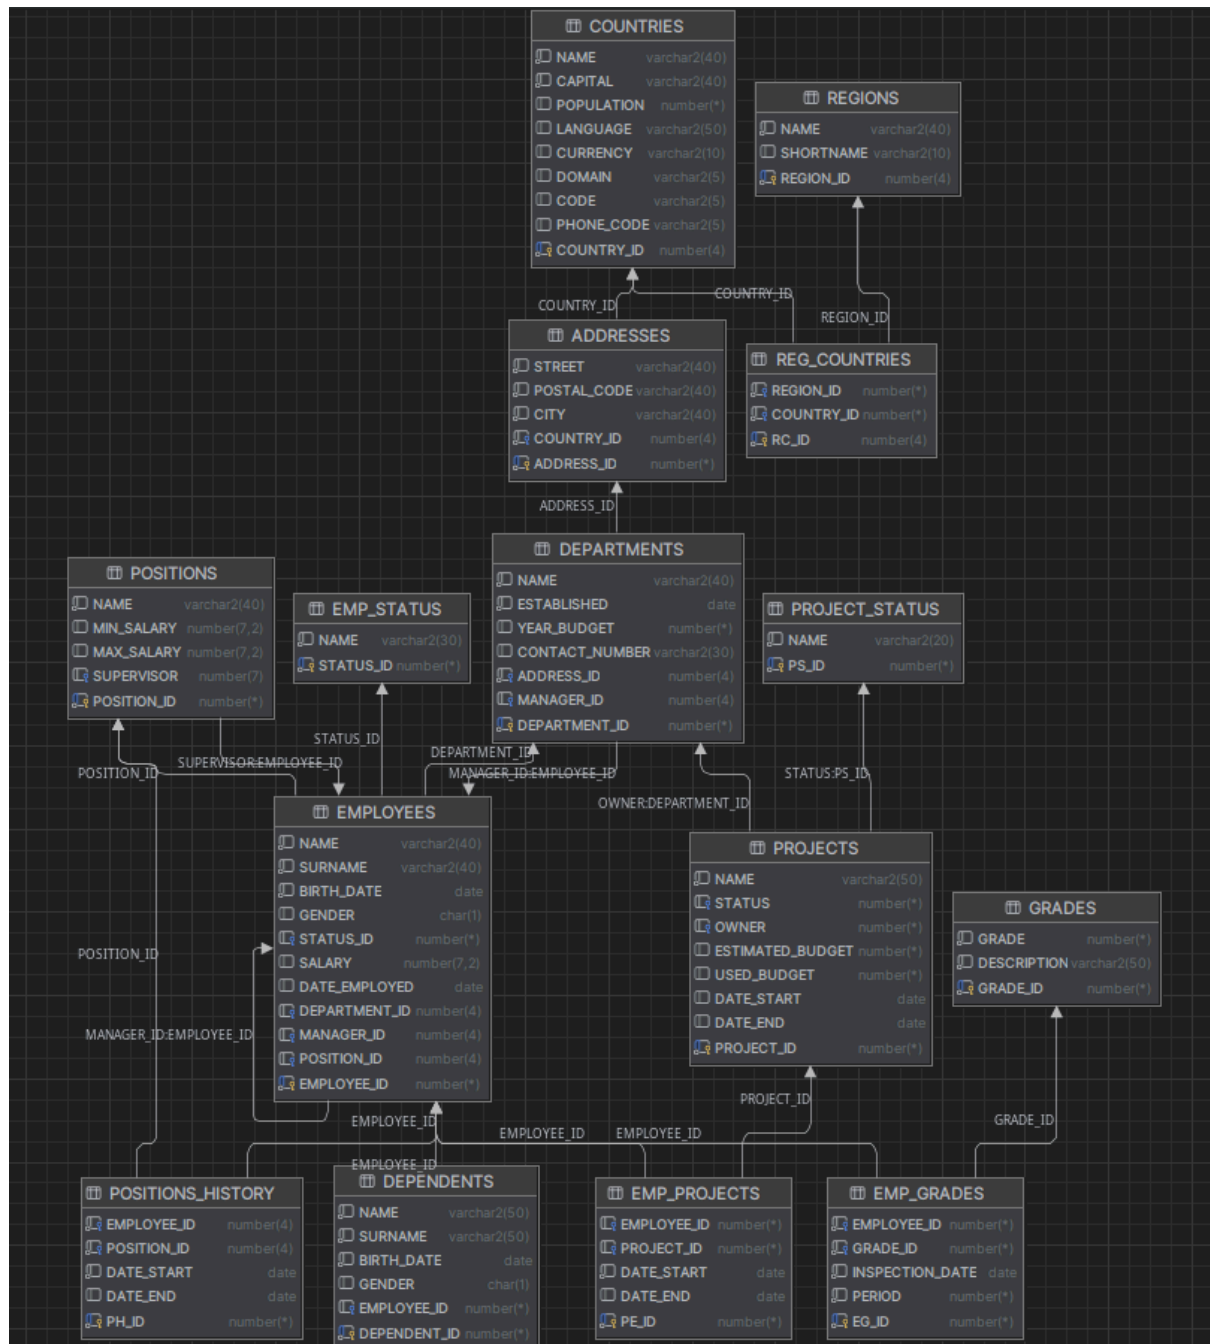 COUNTRIES
NAME varchar2(40)
CAPITAL varchar2(40)
POPULATION number(*)
LANGUAGE varchar2(50)
CURRENCY varchar2(10)
DOMAIN varchar2(5)
CODE varchar2(5)
PHONE_CODE varchar2(5)
COUNTRY_ID number(4)
REGIONS
NAME varchar2(40)
SHORTNAME varchar2(10)
REGION_ID number(4)
COUNTRY_ID
COUNTRY_ID
REGION_ID
ADDRESSES
STREET varchar2(40)
POSTAL_CODE varchar2(40)
CITY varchar2(40)
COUNTRY_ID number(4)
ADDRESS_ID number(*)
REG_COUNTRIES
REGION_ID number(*)
COUNTRY_ID number(*)
RC_ID number(4)
ADDRESS_ID
DEPARTMENTS
NAME varchar2(40)
ESTABLISHED date
YEAR_BUDGET number(*)
CONTACT_NUMBER varchar2(30)
ADDRESS_ID number(4)
MANAGER_ID number(4)
DEPARTMENT_ID number(*)
POSITIONS
NAME varchar2(40)
MIN_SALARY number(7,2)
MAX_SALARY number(7,2)
SUPERVISOR number(7)
POSITION_ID number(*)
EMP_STATUS
NAME varchar2(30)
STATUS_ID number(*)
PROJECT_STATUS
NAME varchar2(20)
PS_ID number(*)
STATUS_ID
DEPARTMENT_ID
SUPERVISOR:EMPLOYEE_ID
POSITION_ID
MANAGER_ID:EMPLOYEE_ID
STATUS:PS_ID
OWNER:DEPARTMENT_ID
EMPLOYEES
NAME varchar2(40)
SURNAME varchar2(40)
BIRTH_DATE date
GENDER char(1)
STATUS_ID number(*)
SALARY number(7,2)
DATE_EMPLOYED date
DEPARTMENT_ID number(4)
MANAGER_ID number(4)
POSITION_ID number(4)
EMPLOYEE_ID number(*)
PROJECTS
NAME varchar2(50)
STATUS number(*)
OWNER number(*)
ESTIMATED_BUDGET number(*)
USED_BUDGET number(*)
DATE_START date
DATE_END date
PROJECT_ID number(*)
GRADES
GRADE number(*)
DESCRIPTION varchar2(50)
GRADE_ID number(*)
POSITION_ID
MANAGER_ID:EMPLOYEE_ID
PROJECT_ID
GRADE_ID
EMPLOYEE_ID
EMPLOYEE_ID
EMPLOYEE_ID
EMPLOYEE_ID
POSITIONS_HISTORY
EMPLOYEE_ID number(4)
POSITION_ID number(4)
DATE_START date
DATE_END date
PH_ID number(*)
DEPENDENTS
NAME varchar2(50)
SURNAME varchar2(50)
BIRTH_DATE date
GENDER char(1)
EMPLOYEE_ID number(*)
DEPENDENT_ID number(*)
EMP_PROJECTS
EMPLOYEE_ID number(*)
PROJECT_ID number(*)
DATE_START date
DATE_END date
PE_ID number(*)
EMP_GRADES
EMPLOYEE_ID number(*)
GRADE_ID number(*)
INSPECTION_DATE date
PERIOD number(*)
EG_ID number(*)